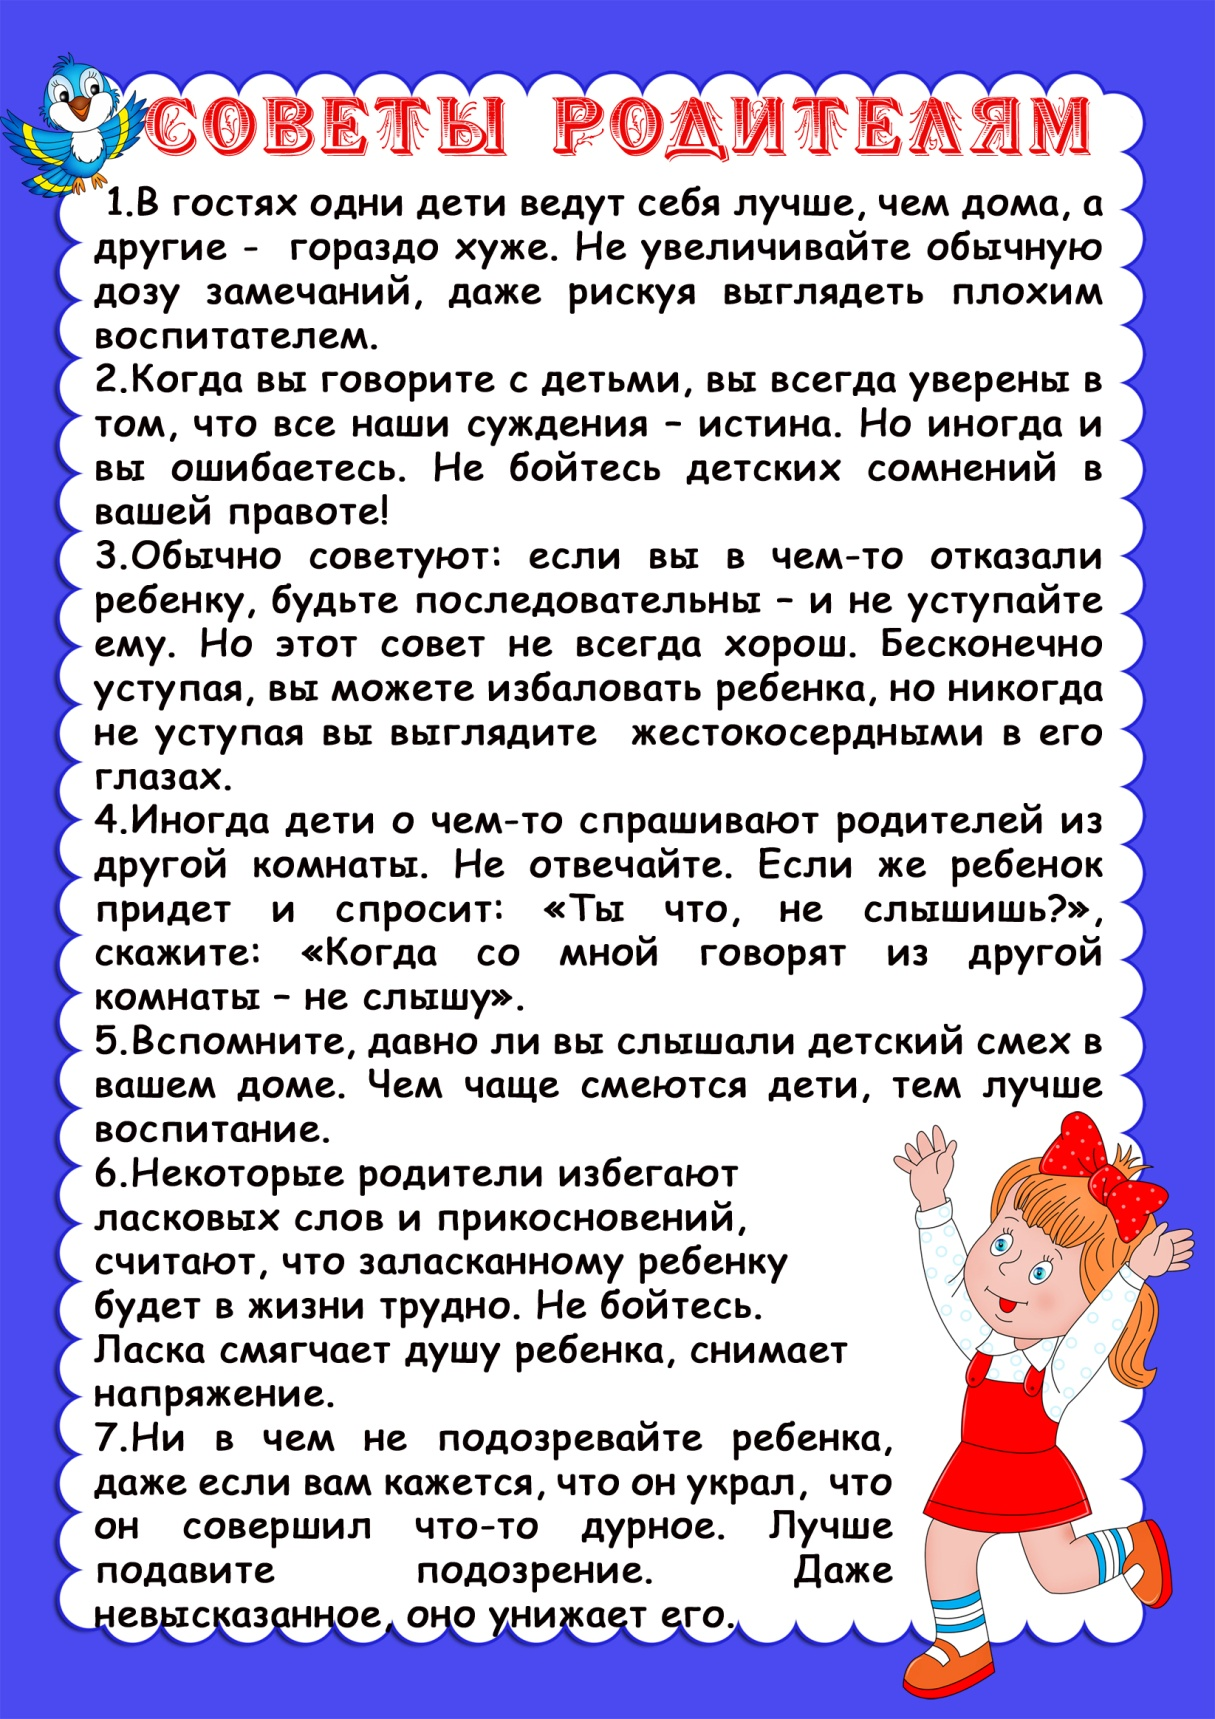 СОВЕТЫ РОДИТЕЛЯМ
1.В гостях одни дети ведут себя лучше, чем дома, а
другие - гораздо хуже. Не увеличивайте обычную
дозу замечаний, даже рискуя выглядеть плохим
воспитателем.
2.Когда вы говорите с детьми, вы всегда уверены в
том, что все наши суждения – истина. Но иногда и
вы ошибаетесь. Не бойтесь детских сомнений в
вашей правоте!
3.Обычно советуют: если вы в чем-то отказали
ребенку, будьте последовательны – и не уступайте
ему. Но этот совет не всегда хорош. Бесконечно
уступая, вы можете избаловать ребенка, но никогда
не уступая вы выглядите жестокосердными в его
глазах.
4.Иногда дети о чем-то спрашивают родителей из
другой комнаты. Не отвечайте. Если же ребенок
придет и спросит: «Ты что, не слышишь?»,
скажите: «Когда со мной говорят из другой
комнаты – не слышу».
5.Вспомните, давно ли вы слышали детский смех в
вашем доме. Чем чаще смеются дети, тем лучше
воспитание.
6.Некоторые родители избегают
ласковых слов и прикосновений,
считают, что заласканному ребенку
будет в жизни трудно. Не бойтесь.
Ласка смягчает душу ребенка, снимает
напряжение.
7.Ни в чем не подозревайте ребенка,
даже если вам кажется, что он украл, что
он совершил что-то дурное. Лучше
подавите подозрение. Даже
невысказанное, оно унижает его.